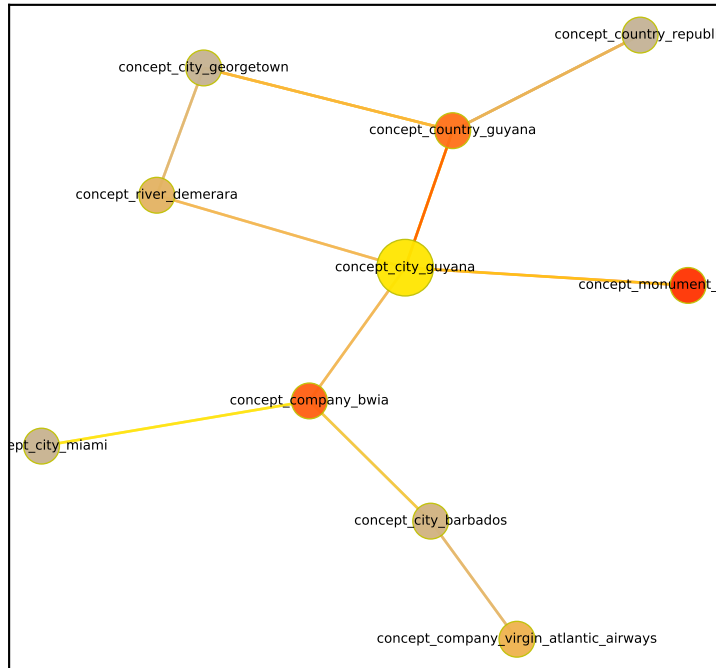 concept_country_republ
concept_city_georgetown
concept_country_guyana
concept_river_demerara
concept_city_guyana
concept_monument_
concept_company_bwia
ept_city_miami
concept_city_barbados
concept_company_virgin_atlantic_airways